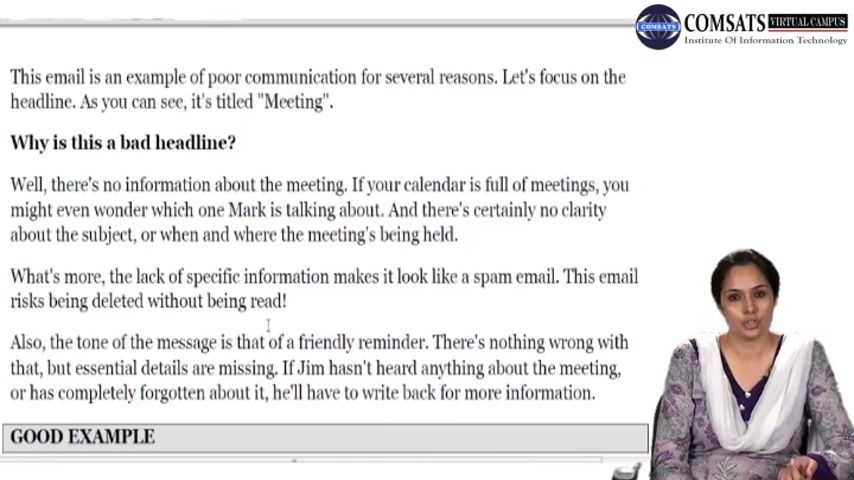 COMSATS VIRTUAL CAMPUS
COMSATS
Institute Of Information Technology
This email is an example of poor communication for several reasons. Let's focus on the
headline. As you can see, it's titled "Meeting".
Why is this a bad headline?
Well, there's no information about the meeting. If your calendar is full of meetings, you
might even wonder which one Mark is talking about. And there's certainly no clarity
about the subject, or when and where the meeting's being held.
What's more, the lack of specific information makes it look like a spam email. This email
risks being deleted without being read!
Also, the tone of the message is that of a friendly reminder. There's nothing wrong with
that, but essential details are missing. If Jim hasn't heard anything about the meeting,
or has completely forgotten about it, he'll have to write back for more information.
GOOD EXAMPLE